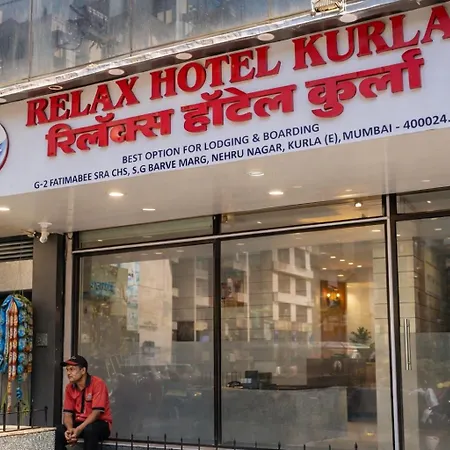 RELAX HOTEL KURLA
रिलॅक्स हॉटेल कुर्ला
BEST OPTION FOR LODGING & BOARDING
G-2 FATIMABEE SRA CHS, S.G BARVE MARG, NEHRU NAGAR, KURLA (E), MUMBAI - 400024.